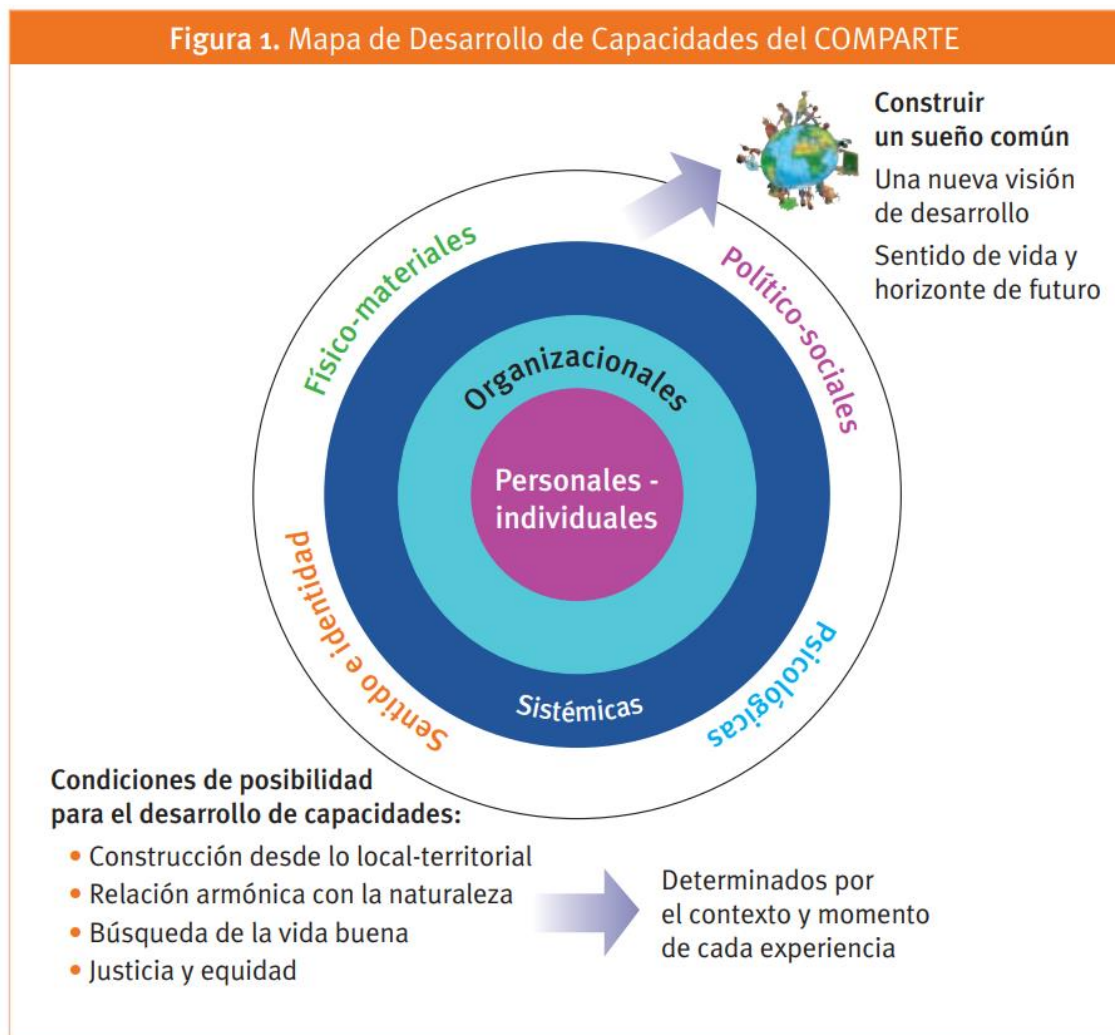 Figura 1. Mapa de Desarrollo de Capacidades del COMPARTE
Construir
un sueño común
Una nueva visión
de desarrollo
Sentido de vida y
horizonte de futuro
Físico-materiales
Político-sociales
Organizacionales
Personales -
individuales
Sentido e identidad
Psicológicas
Sistémicas
Condiciones de posibilidad
para el desarrollo de capacidades:
• Construcción desde lo local-territorial
• Relación armónica con la naturaleza
• Búsqueda de la vida buena
• Justicia y equidad
Determinados por
el contexto y momento
de cada experiencia